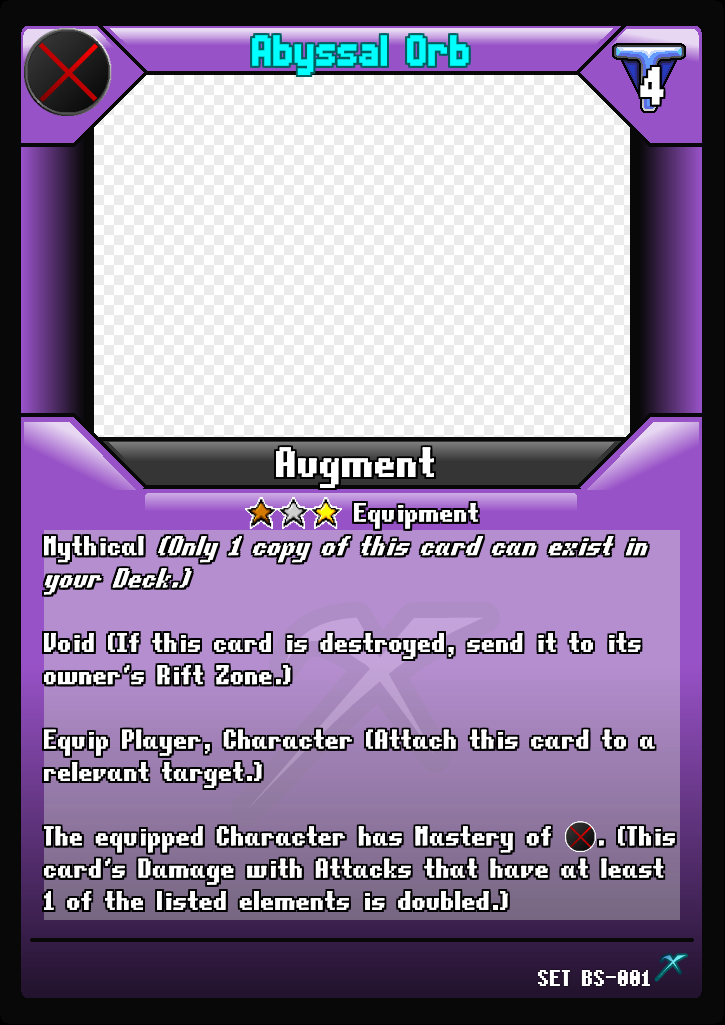 Abyssal Orb
4
Augment
Equipment
Mythical (Only 1 copy of this card can exist in
your Deck.)
Void (If this card is destroyed, send it to its
owner's Rift Zone.)
Equip Player, Character (Attach this card to a
relevant target.)
The equipped Character has Mastery of . (This
card's Damage with Attacks that have at least
1 of the listed elements is doubled.)
SET BS-001